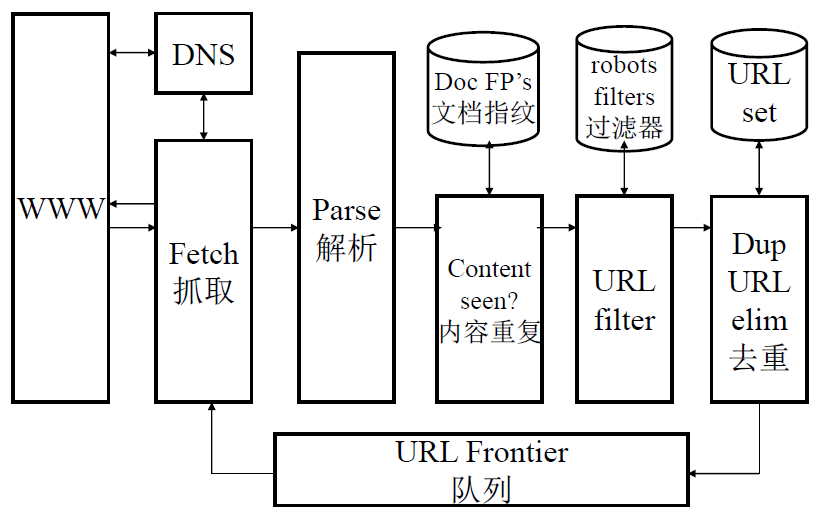 WWW
DNS
Fetch
抓取
Parse
解析
Doc FP's
文档指纹
Content
seen?
内容重复
robots
filters
过滤器
URL
filter
URL
set
Dup
URL
elim
去重
URL Frontier
队列